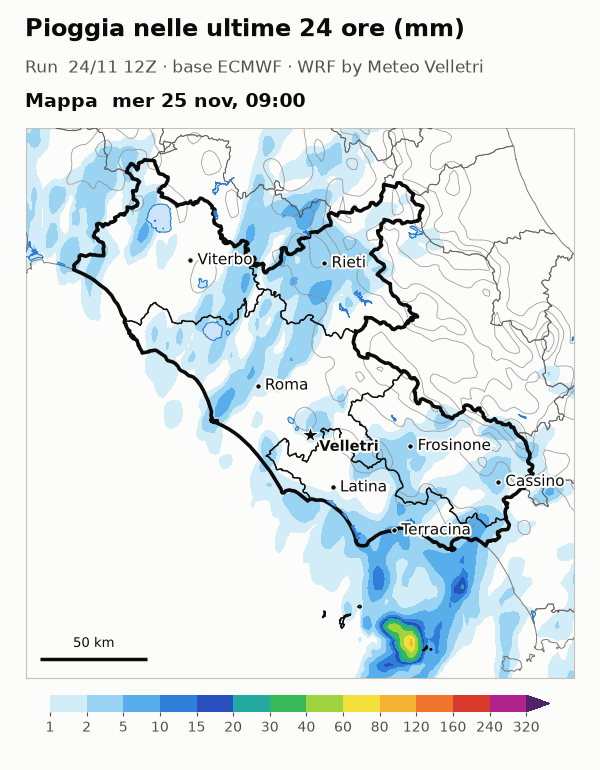 Pioggia nelle ultime 24 ore (mm)
Run  24/11 12Z · base ECMWF · WRF by Meteo Velletri
Mappa  mer 25 nov, 09:00
Viterbo
Rieti
Roma
Velletri
Frosinone
Cassino
Latina
Terracina
50 km
1 2 5 10 15 20 30 40 60 80 120 160 240 320